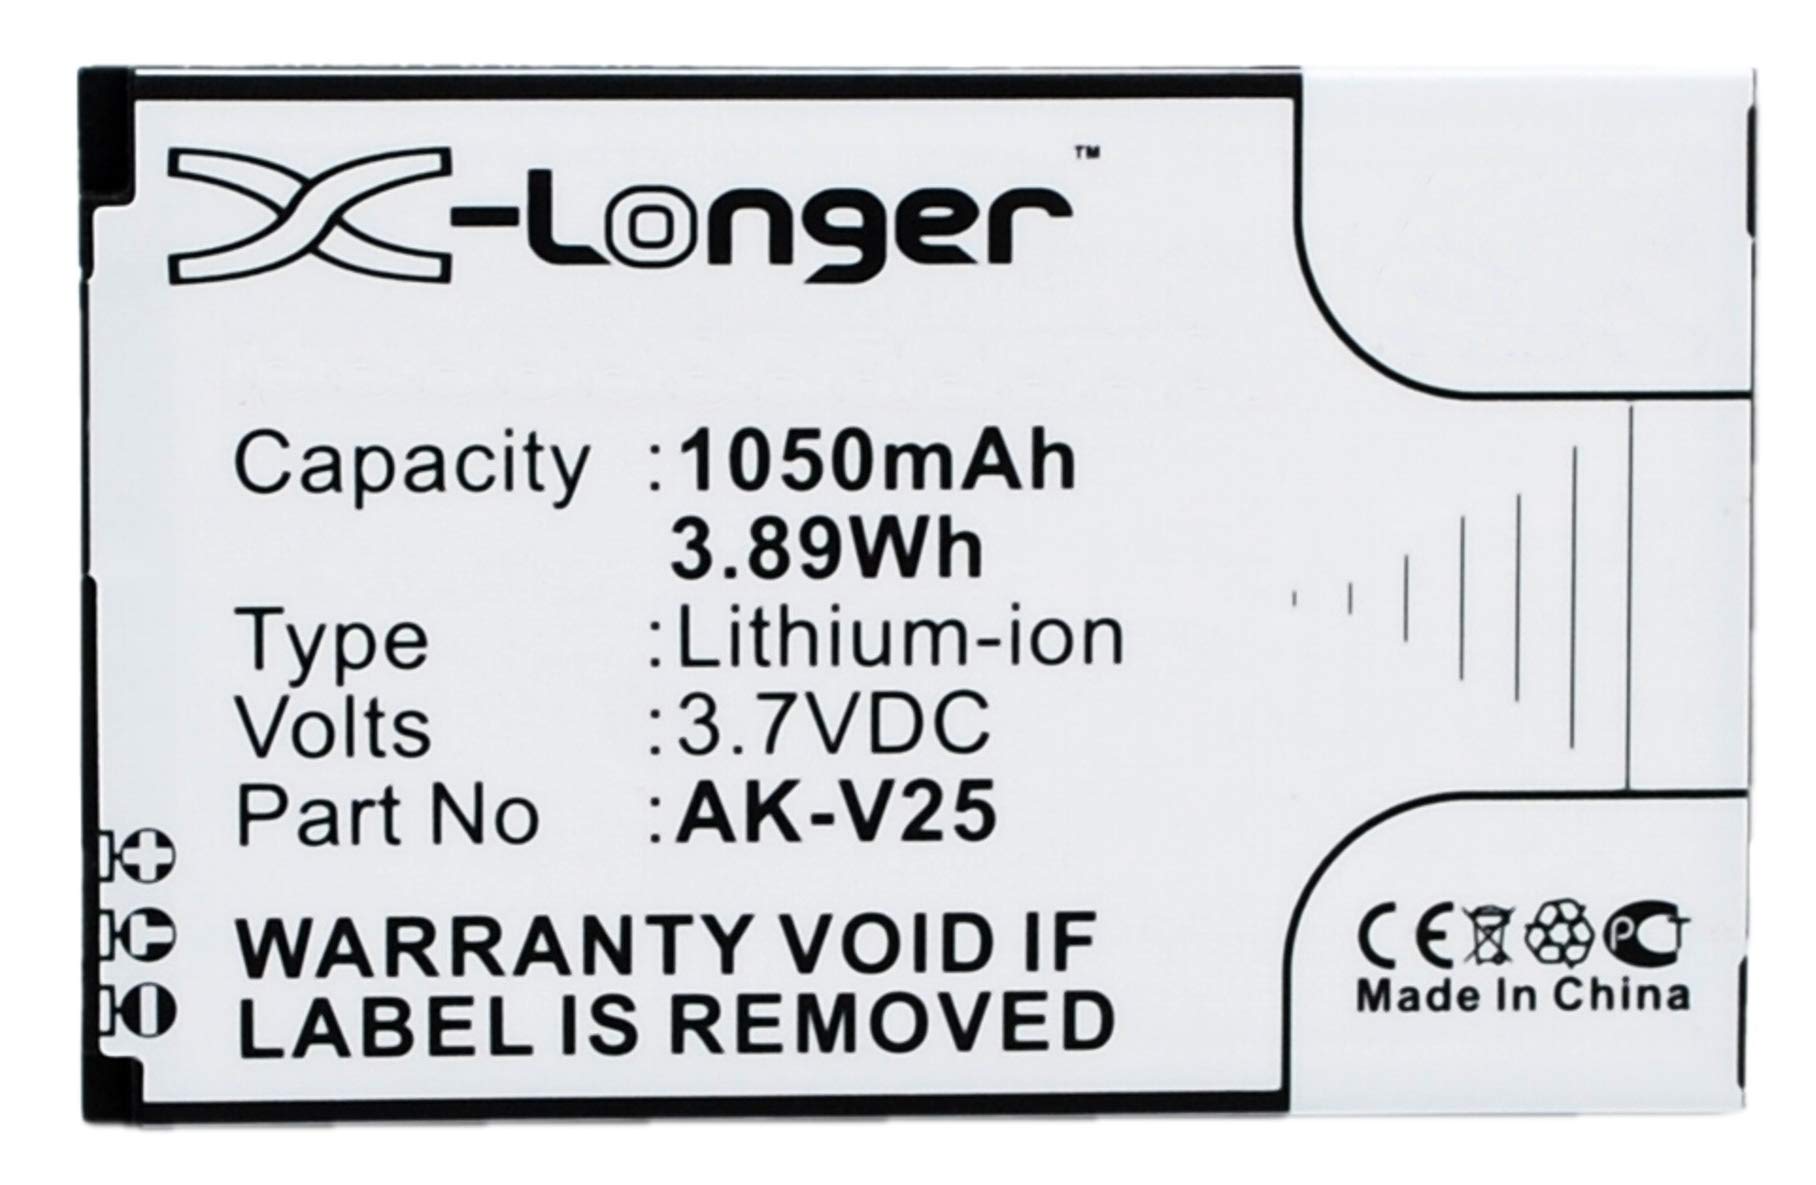 X-Longer™
Capacity : 1050mAh
3.89Wh
Type : Lithium-ion
Volts : 3.7VDC
Part No : AK-V25
WARRANTY VOID IF
LABEL IS REMOVED
CE PCT
Made In China